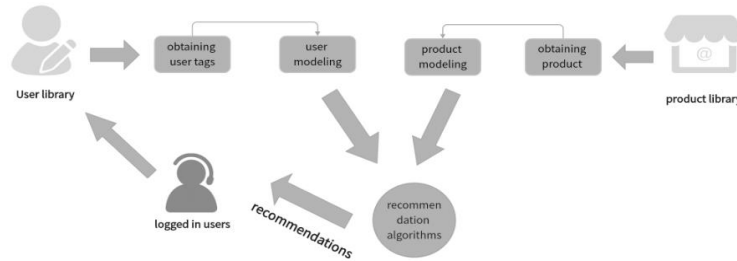 obtaining
user tags
user
modeling
product
modeling
obtaining
product
@
User library
product library
recommen
dation
algorithms
logged in users
recommendations